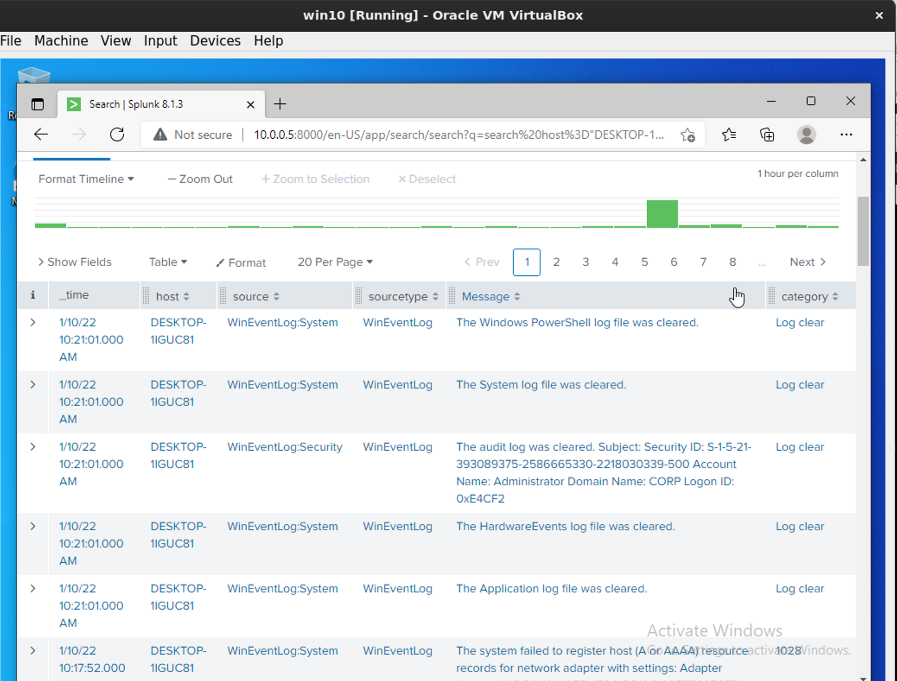 win10 [Running] - Oracle VM VirtualBox
File Machine View Input Devices Help
Search | Splunk 8.1.3
Not secure 10.0.0.5:8000/en-US/app/search/search?q=search%20host%3D"DESKTOP-1...
Format Timeline − Zoom Out + Zoom to Selection × Deselect 1 hour per column
> Show Fields Table Format 20 Per Page < Prev 1 2 3 4 5 6 7 8 ... Next >
i _time host source sourcetype Message category
> 1/10/22 DESKTOP- WinEventLog:System WinEventLog The Windows PowerShell log file was cleared. Log clear
10:21:01.000 1IGUC81
AM
> 1/10/22 DESKTOP- WinEventLog:System WinEventLog The System log file was cleared. Log clear
10:21:01.000 1IGUC81
AM
> 1/10/22 DESKTOP- WinEventLog:Security WinEventLog The audit log was cleared. Subject: Security ID: S-1-5-21- Log clear
10:21:01.000 1IGUC81 393089375-2586665330-2218030339-500 Account
AM Name: Administrator Domain Name: CORP Logon ID:
0xE4CF2
> 1/10/22 DESKTOP- WinEventLog:System WinEventLog The HardwareEvents log file was cleared. Log clear
10:21:01.000 1IGUC81
AM
> 1/10/22 DESKTOP- WinEventLog:System WinEventLog The Application log file was cleared. Log clear
10:21:01.000 1IGUC81
AM
Activate Windows
> 1/10/22 DESKTOP- WinEventLog:System WinEventLog The system failed to register host (A or AAAA) resource 1028
10:17:52.000 1IGUC81 records for network adapter with settings: Adapter